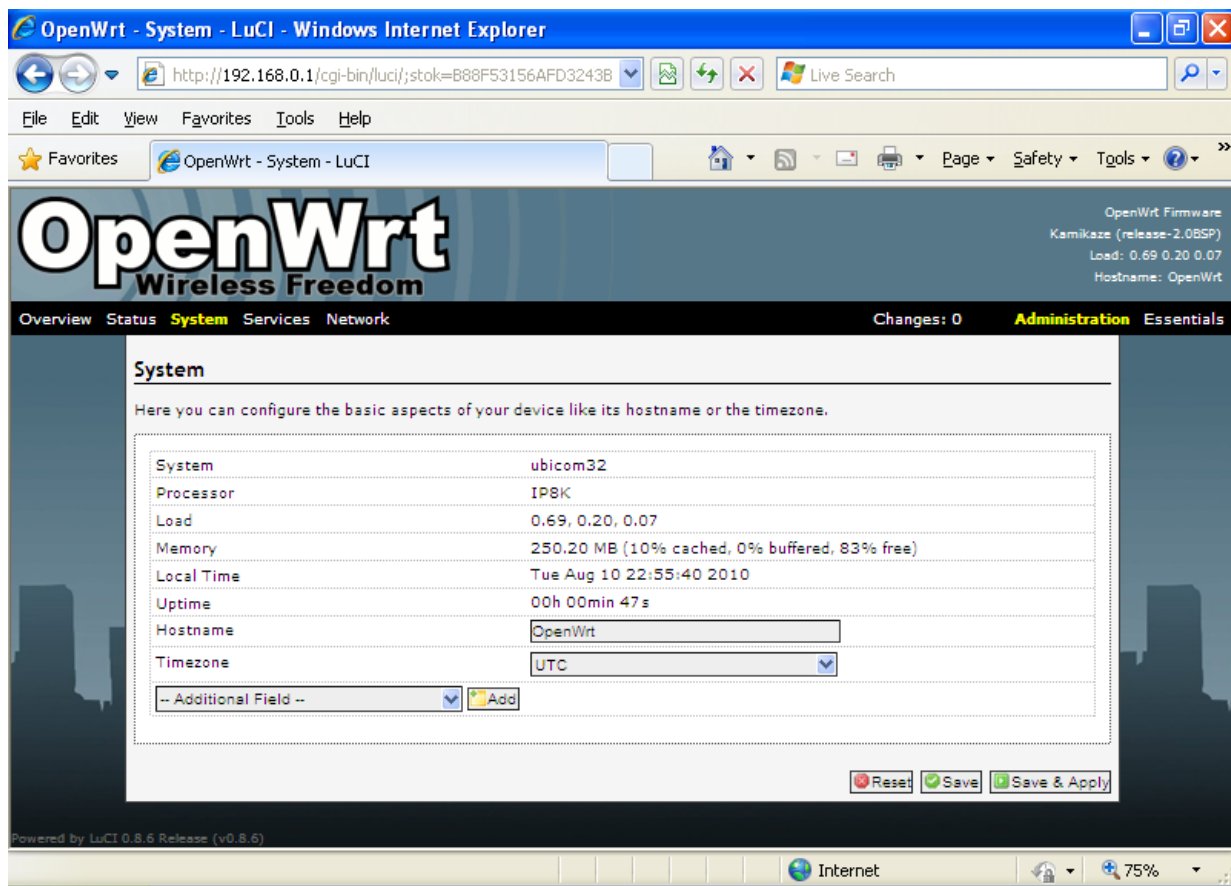 OpenWrt - System - LuCI - Windows Internet Explorer
http://192.168.0.1/cgi-bin/luci/;stok=B88F53156AFD3243B
Live Search
File Edit View Favorites Tools Help
Favorites
OpenWrt - System - LuCI
Page Safety Tools »
OpenWrt
Wireless Freedom
OpenWrt Firmware
Kamikaze (release-2.0BSP)
Load: 0.69 0.20 0.07
Hostname: OpenWrt
Overview Status System Services Network Changes: 0 Administration Essentials
System
Here you can configure the basic aspects of your device like its hostname or the timezone.
System ubicom32
Processor IP8K
Load 0.69, 0.20, 0.07
Memory 250.20 MB (10% cached, 0% buffered, 83% free)
Local Time Tue Aug 10 22:55:40 2010
Uptime 00h 00min 47s
Hostname OpenWrt
Timezone UTC
-- Additional Field -- Add
Reset Save Save & Apply
Powered by LuCI 0.8.6 Release (v0.8.6)
Internet 75%